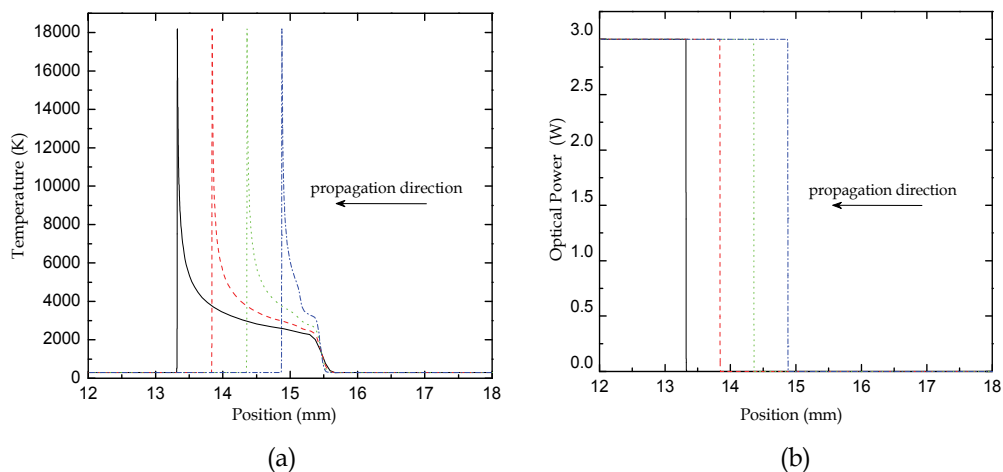 18000
16000
14000
12000
10000
8000
6000
4000
2000
0
Temperature (K)
propagation direction
12 13 14 15 16 17 18
Position (mm)
(a)
3.0
2.5
2.0
1.5
1.0
0.5
0.0
Optical Power (W)
propagation direction
12 13 14 15 16 17 18
Position (mm)
(b)